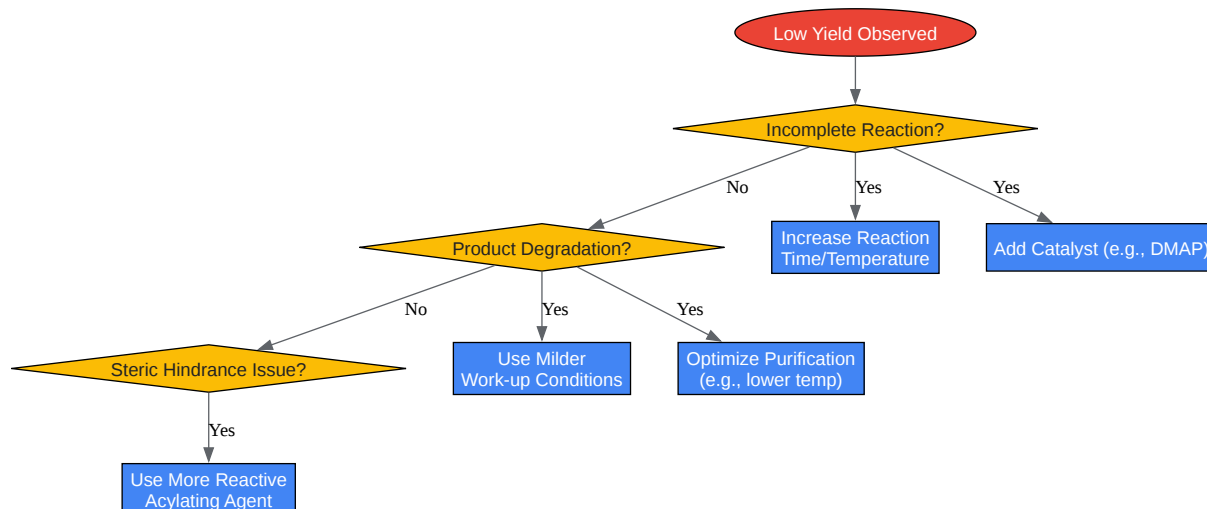 Low Yield Observed
Incomplete Reaction?
No
Yes
Yes
Product Degradation?
Increase Reaction
Time/Temperature
Add Catalyst (e.g., DMAP)
No
Yes
Yes
Steric Hindrance Issue?
Use Milder
Work-up Conditions
Optimize Purification
(e.g., lower temp)
Yes
Use More Reactive
Acylating Agent